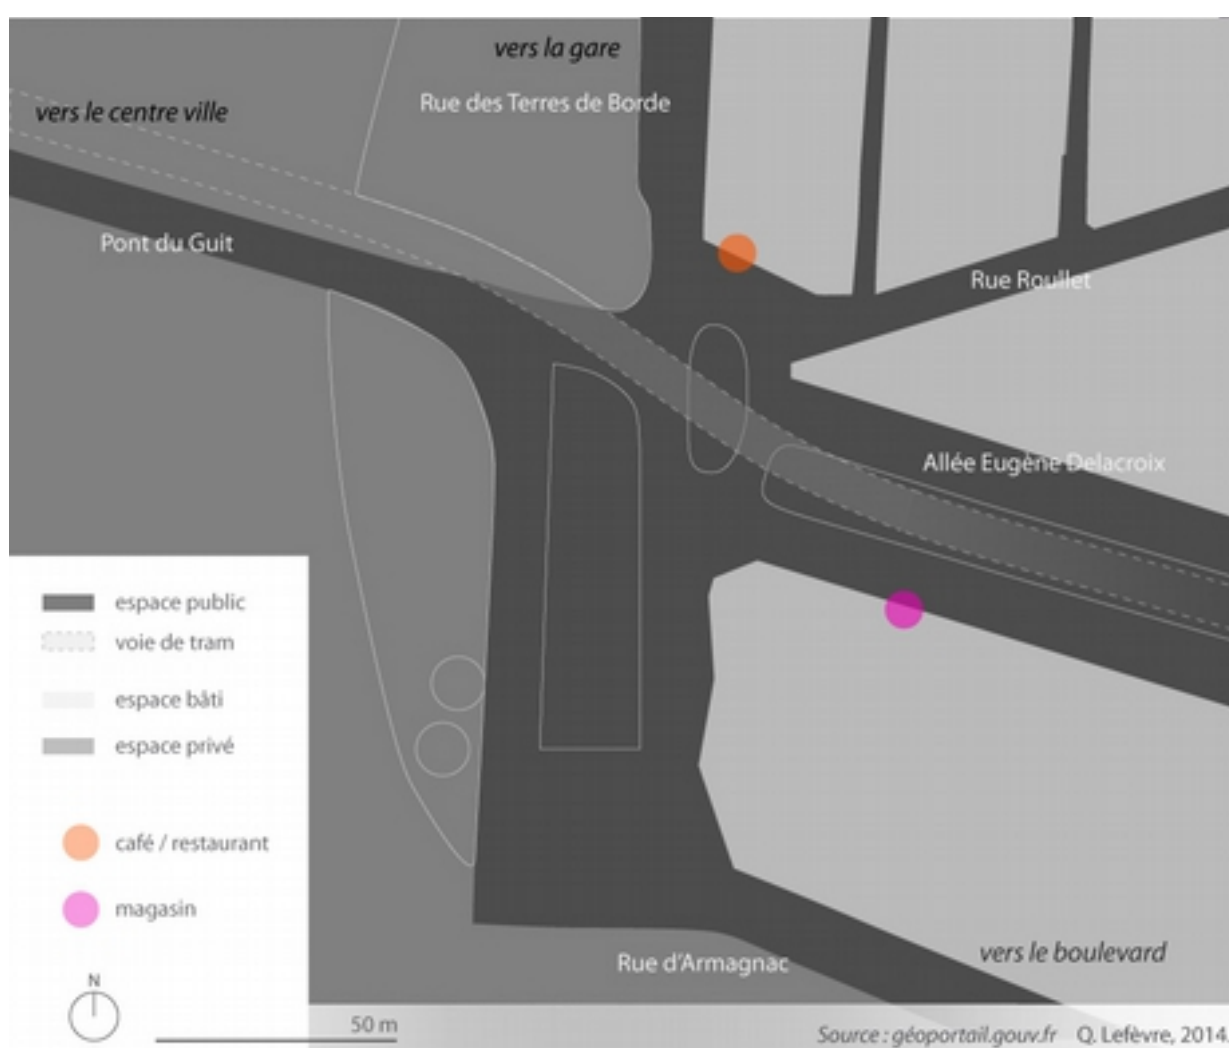 vers la gare
Rue des Terres de Borde
vers le centre ville
Pont du Guit
Rue Roullet
Allée Eugène Delacroix
espace public
voie de tram
espace bâti
espace privé
café / restaurant
magasin
vers le boulevard
Rue d'Armagnac
N
50 m
Source : géoportail.gouv.fr Q. Lefèvre, 2014